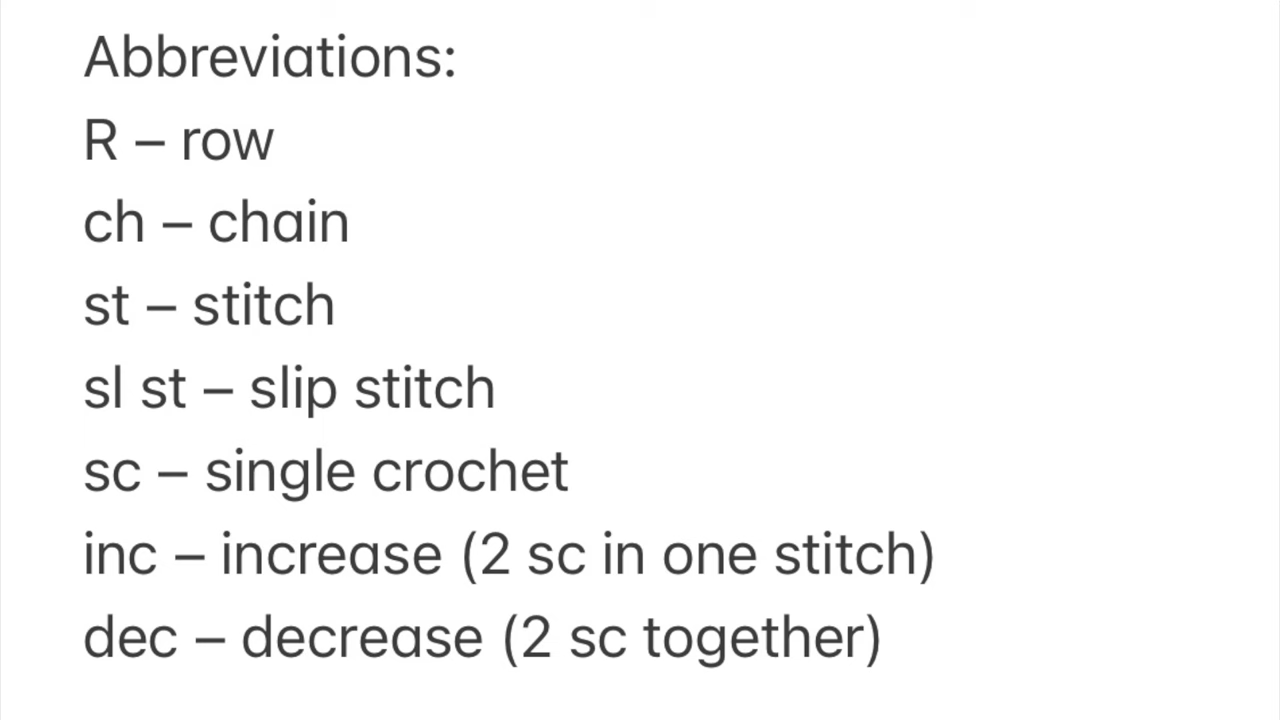 Abbreviations:
R – row
ch – chain
st – stitch
sl st – slip stitch
sc – single crochet
inc – increase (2 sc in one stitch)
dec – decrease (2 sc together)